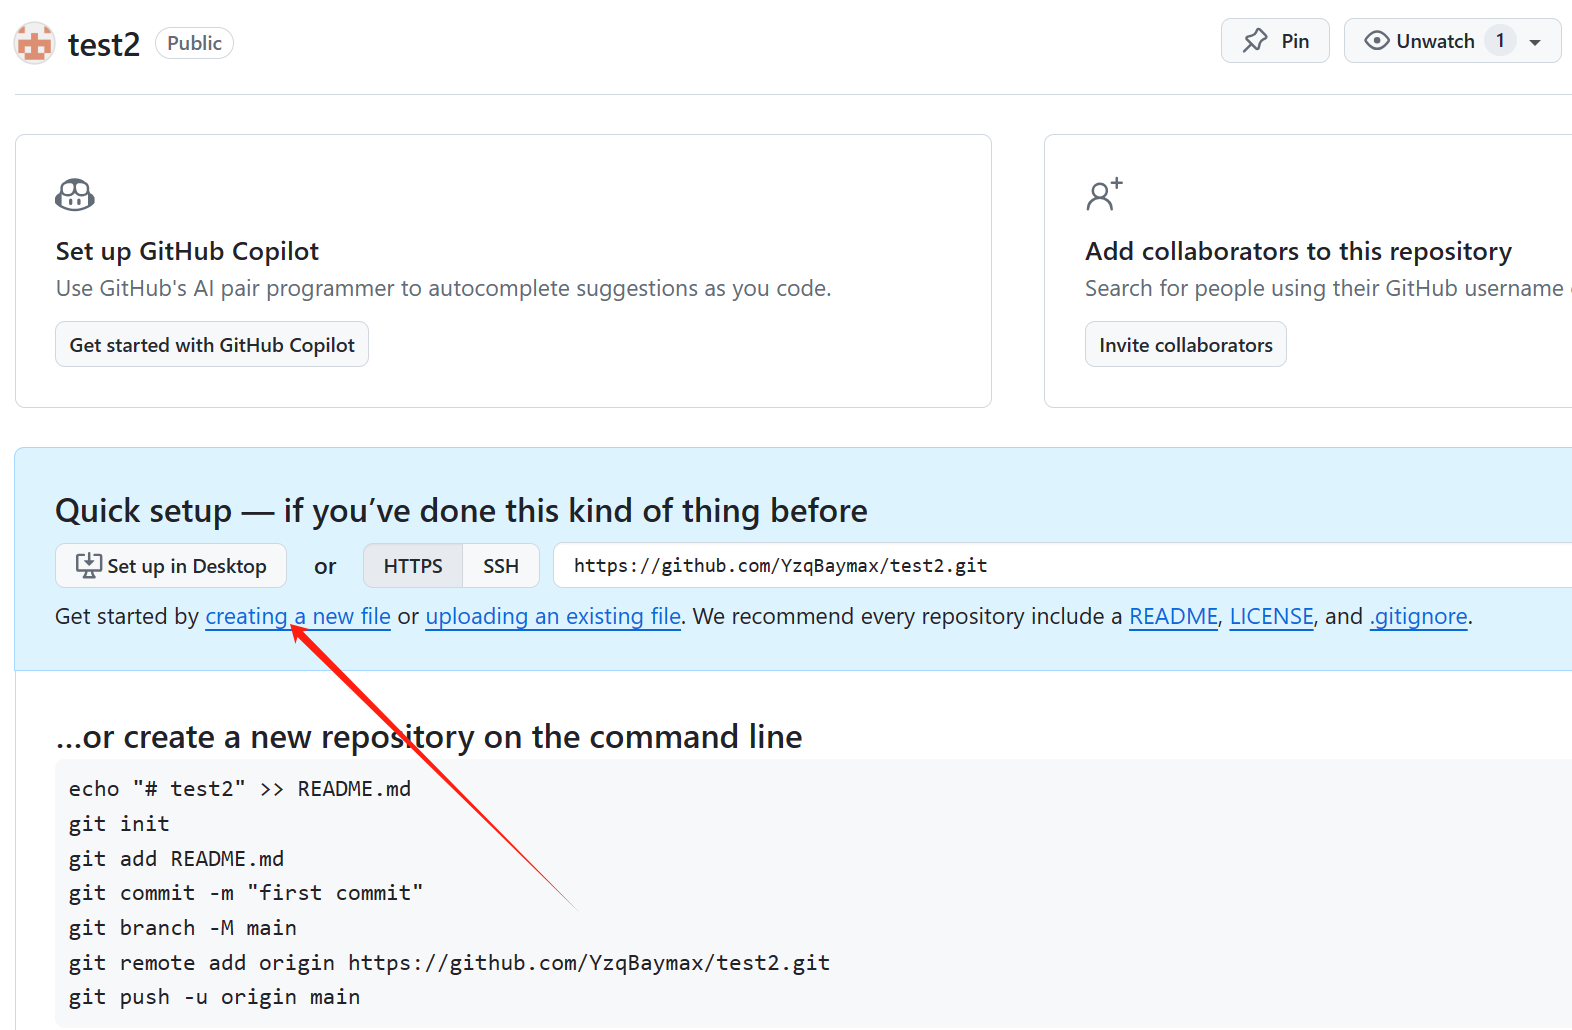 test2 Public Pin Unwatch 1
Set up GitHub Copilot
Use GitHub's AI pair programmer to autocomplete suggestions as you code.
Get started with GitHub Copilot
Add collaborators to this repository
Search for people using their GitHub username
Invite collaborators
Quick setup — if you’ve done this kind of thing before
Set up in Desktop or HTTPS SSH https://github.com/YzqBaymax/test2.git
Get started by creating a new file or uploading an existing file. We recommend every repository include a README, LICENSE, and .gitignore.
…or create a new repository on the command line
echo "# test2" >> README.md
git init
git add README.md
git commit -m "first commit"
git branch -M main
git remote add origin https://github.com/YzqBaymax/test2.git
git push -u origin main